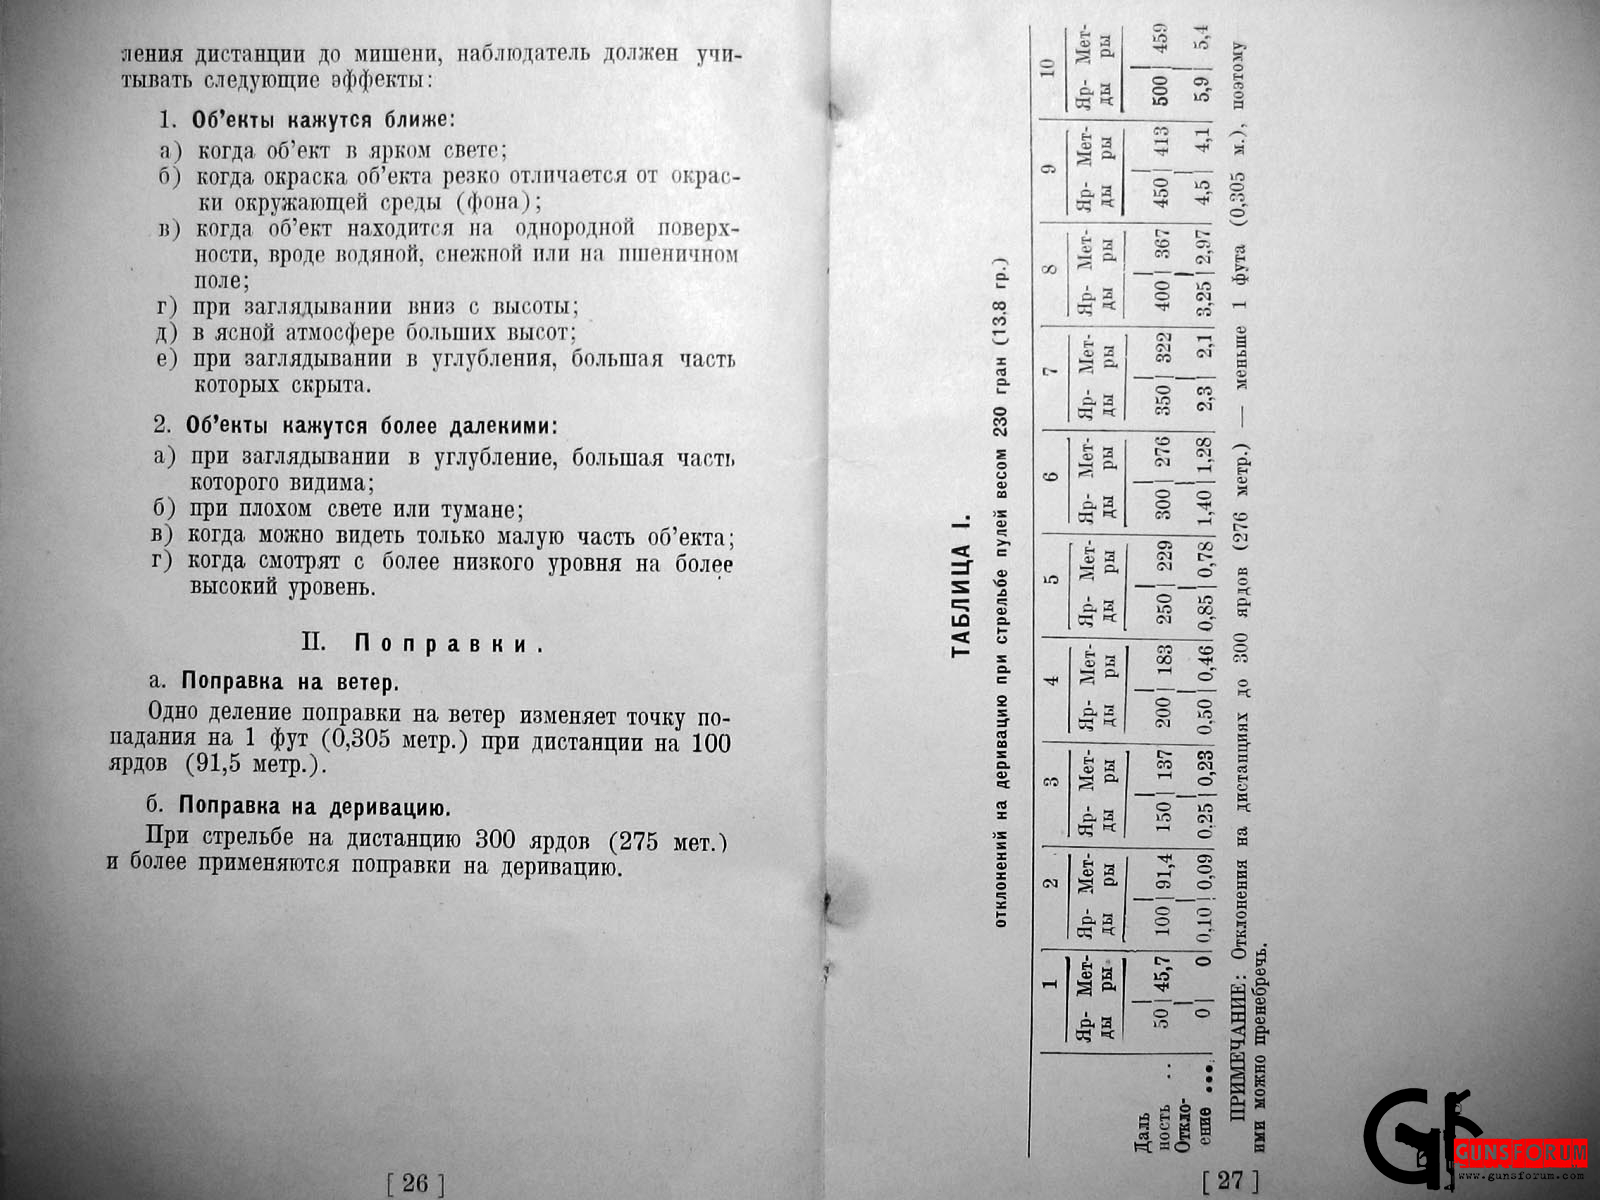 ления дистанции до мишени, наблюдатель должен учи-
тывать следующие эффекты:
1. Об'екты кажутся ближе:
а) когда об'ект в ярком свете;
б) когда окраска об'екта резко отличается от окрас-
ки окружающей среды (фона);
в) когда об'ект находится на однородной поверх-
ности, вроде водяной, снежной или на пшеничном
поле;
г) при заглядывании вниз с высоты;
д) в ясной атмосфере больших высот;
е) при заглядывании в углубления, большая часть
которых скрыта.
2. Об'екты кажутся более далекими:
а) при заглядывании в углубление, большая часть
которого видима;
б) при плохом свете или тумане;
в) когда можно видеть только малую часть об'екта;
г) когда смотрят с более низкого уровня на более
высокий уровень.
II. Поправки.
а. Поправка на ветер.
Одно деление поправки на ветер изменяет точку по-
падания на 1 фут (0,305 метр.) при дистанции на 100
ярдов (91,5 метр.).
б. Поправка на деривацию.
При стрельбе на дистанцию 300 ярдов (275 мет.)
и более применяются поправки на деривацию.
[ 26 ]
ТАБЛИЦА I.
отклонений на деривацию при стрельбе пулей весом 230 гран (13,8 гр.)
1 2 3 4 5 6 7 8 9 10
Яр- Мет- Яр- Мет- Яр- Мет- Яр- Мет- Яр- Мет- Яр- Мет- Яр- Мет- Яр- Мет- Яр- Мет- Яр- Мет-
ды ры ды ры ды ры ды ры ды ры ды ры ды ры ды ры ды ры ды ры
Даль
ность .. 50 45,7 100 91,4 150 137 200 183 250 229 300 276 350 322 400 367 450 413 500 459
Откло-
ение .... 0 0 0,10 0,09 0,25 0,23 0,50 0,46 0,85 0,78 1,40 1,28 2,3 2,1 3,25 2,97 4,5 4,1 5,9 5,4
ПРИМЕЧАНИЕ: Отклонения на дистанциях до 300 ярдов (276 метр.) — меньше 1 фута (0,305 м.), поэтому
ими можно пренебречь.
[ 27 ]
GUNSFORUM
www.gunsforum.com